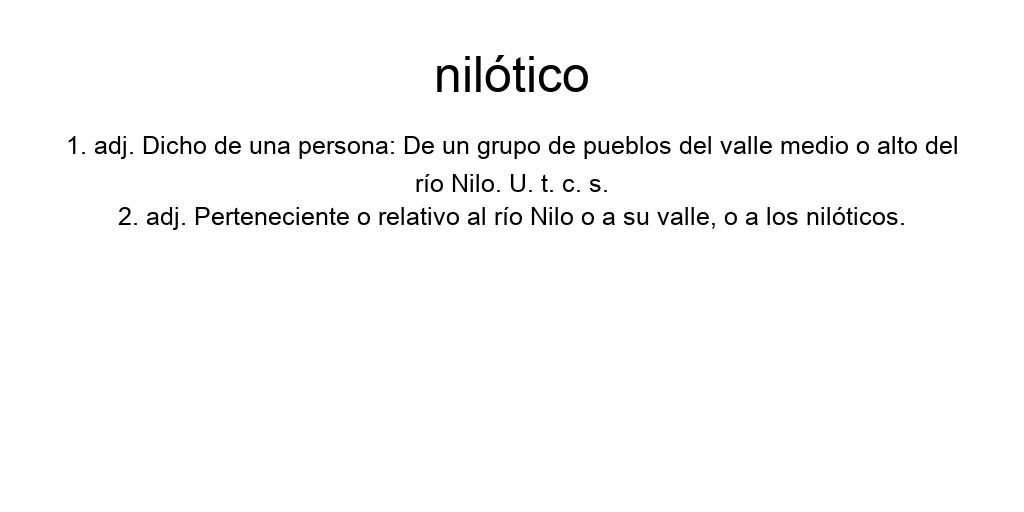 nilótico
1. adj. Dicho de una persona: De un grupo de pueblos del valle medio o alto del
río Nilo. U. t. c. s.
2. adj. Perteneciente o relativo al río Nilo o a su valle, o a los nilóticos.